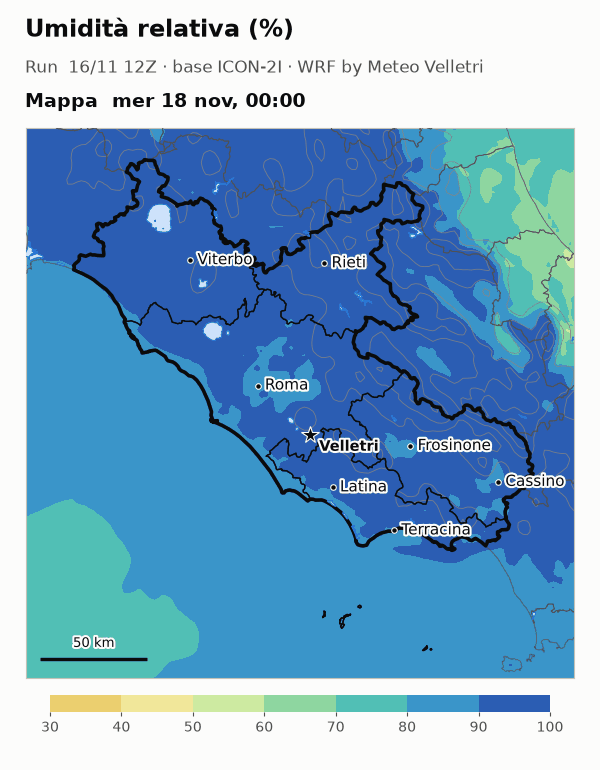 Umidità relativa (%)
Run  16/11 12Z · base ICON-2I · WRF by Meteo Velletri
Mappa  mer 18 nov, 00:00
Viterbo
Rieti
Roma
Velletri
Frosinone
Latina
Cassino
Terracina
50 km
30 40 50 60 70 80 90 100